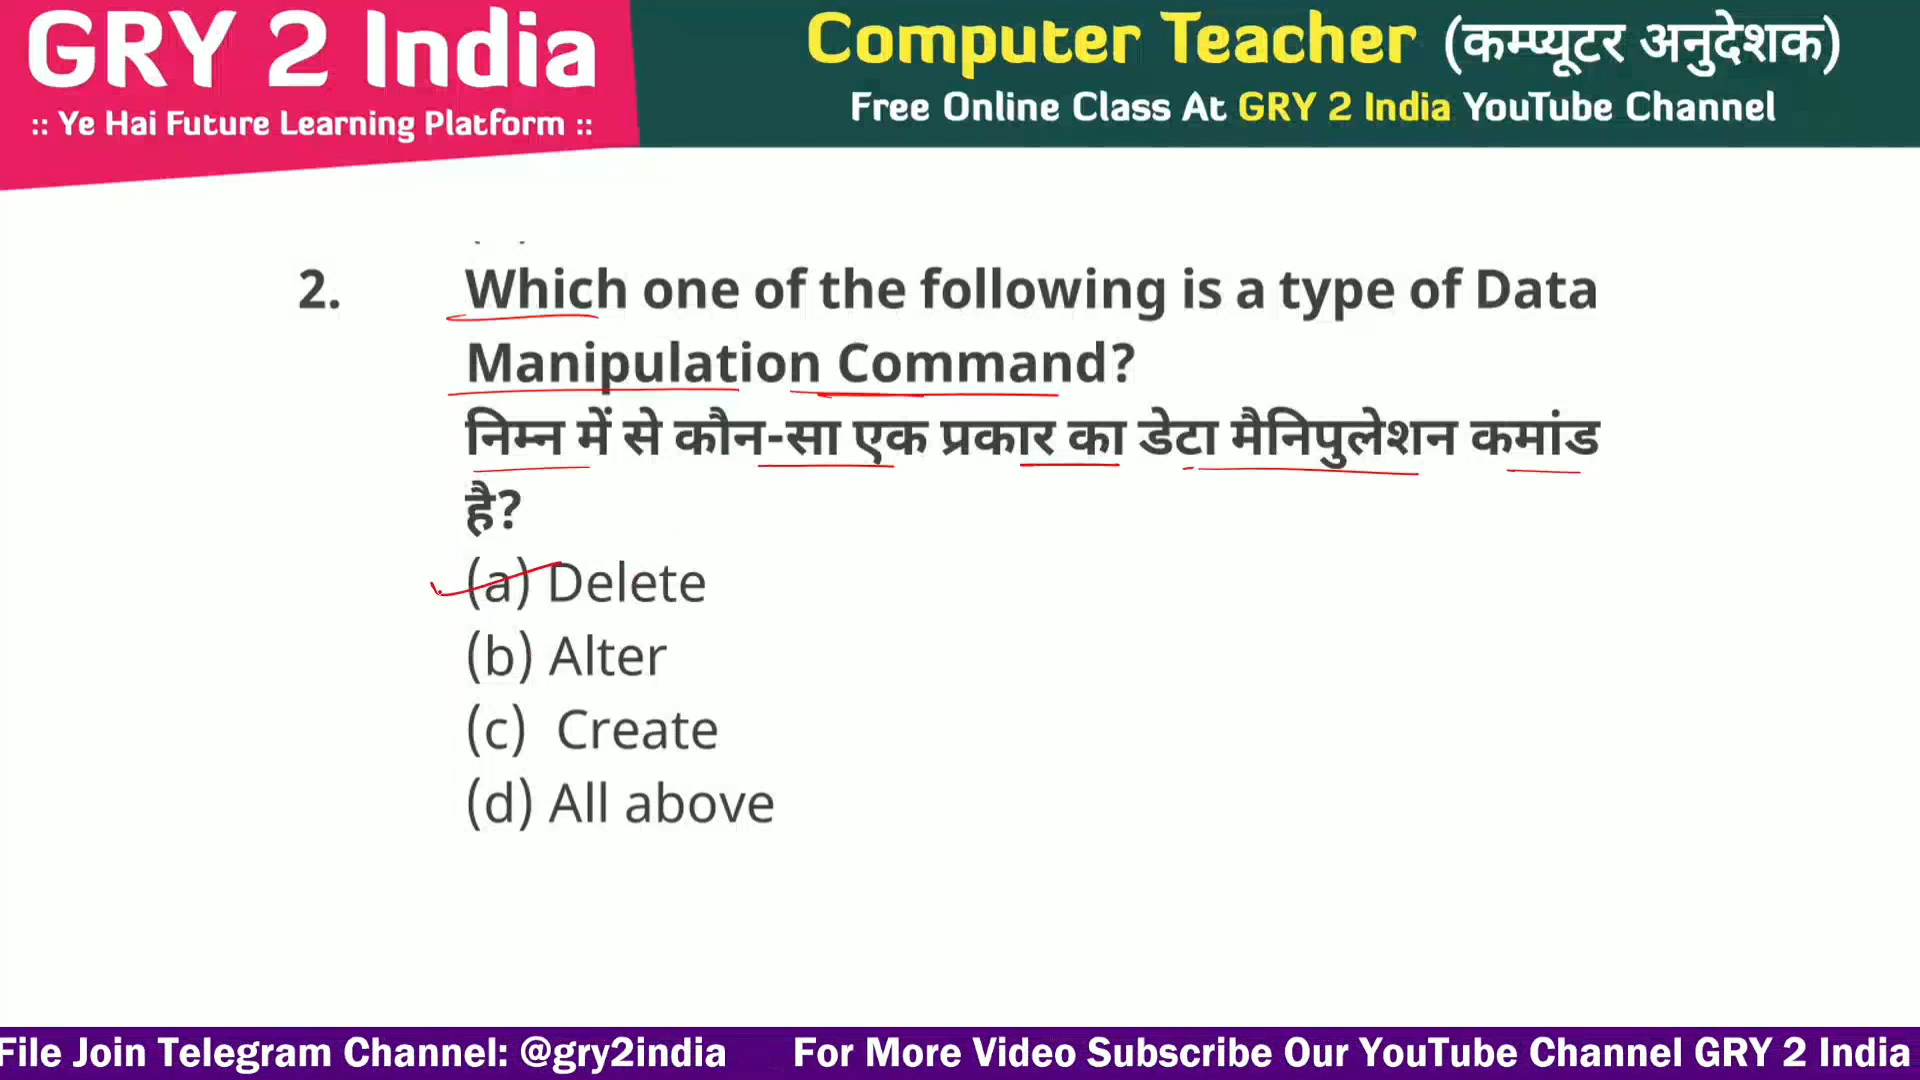 GRY 2 India
:: Ye Hai Future Learning Platform ::
Computer Teacher (कम्प्यूटर अनुदेशक)
Free Online Class At GRY 2 India YouTube Channel
2. Which one of the following is a type of Data
Manipulation Command?
निम्न में से कौन-सा एक प्रकार का डेटा मैनिपुलेशन कमांड
है?
(a) Delete
(b) Alter
(c) Create
(d) All above
File Join Telegram Channel: @gry2india For More Video Subscribe Our YouTube Channel GRY 2 India